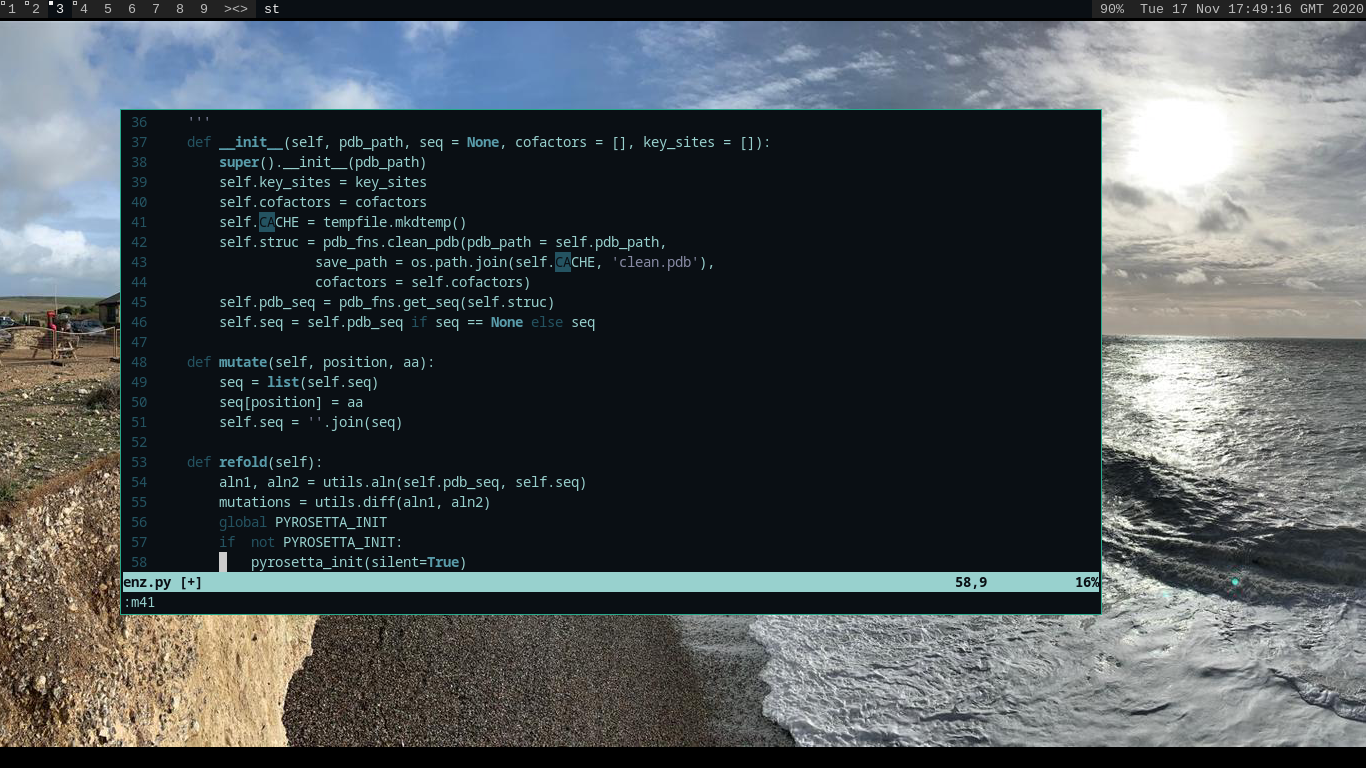 1 2 3 4 5 6 7 8 9 ><> st 90% Tue 17 Nov 17:49:16 GMT 2020
36     '''
37     def __init__(self, pdb_path, seq = None, cofactors = [], key_sites = []):
38         super().__init__(pdb_path)
39         self.key_sites = key_sites
40         self.cofactors = cofactors
41         self.CACHE = tempfile.mkdtemp()
42         self.struc = pdb_fns.clean_pdb(pdb_path = self.pdb_path,
43                     save_path = os.path.join(self.CACHE, 'clean.pdb'),
44                     cofactors = self.cofactors)
45         self.pdb_seq = pdb_fns.get_seq(self.struc)
46         self.seq = self.pdb_seq if seq == None else seq
47
48     def mutate(self, position, aa):
49         seq = list(self.seq)
50         seq[position] = aa
51         self.seq = ''.join(seq)
52
53     def refold(self):
54         aln1, aln2 = utils.aln(self.pdb_seq, self.seq)
55         mutations = utils.diff(aln1, aln2)
56         global PYROSETTA_INIT
57         if  not PYROSETTA_INIT:
58             pyrosetta_init(silent=True)
enz.py [+] 58,9 16%
:m41